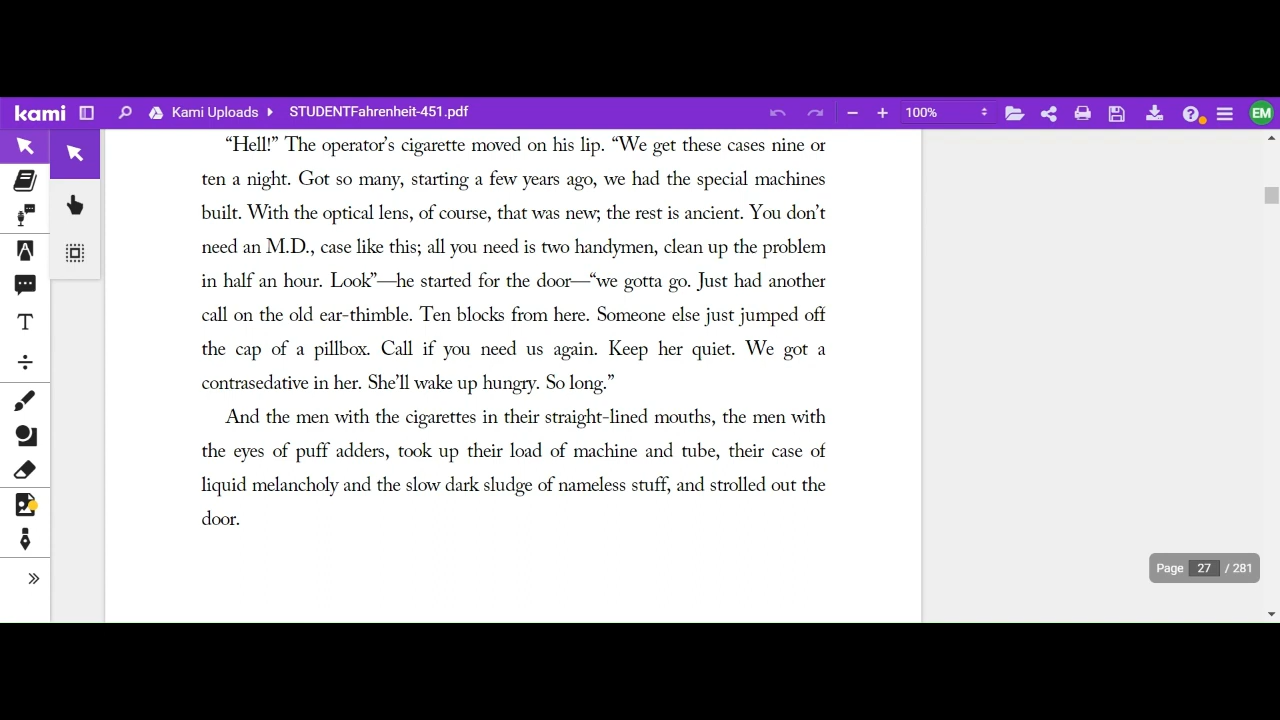 kami Kami Uploads STUDENTFahrenheit-451.pdf 100% EM
“Hell!” The operator’s cigarette moved on his lip. “We get these cases nine or
ten a night. Got so many, starting a few years ago, we had the special machines
built. With the optical lens, of course, that was new; the rest is ancient. You don’t
need an M.D., case like this; all you need is two handymen, clean up the problem
in half an hour. Look”—he started for the door—“we gotta go. Just had another
call on the old ear-thimble. Ten blocks from here. Someone else just jumped off
the cap of a pillbox. Call if you need us again. Keep her quiet. We got a
contrasedative in her. She’ll wake up hungry. So long.”
And the men with the cigarettes in their straight-lined mouths, the men with
the eyes of puff adders, took up their load of machine and tube, their case of
liquid melancholy and the slow dark sludge of nameless stuff, and strolled out the
door.
Page 27 / 281